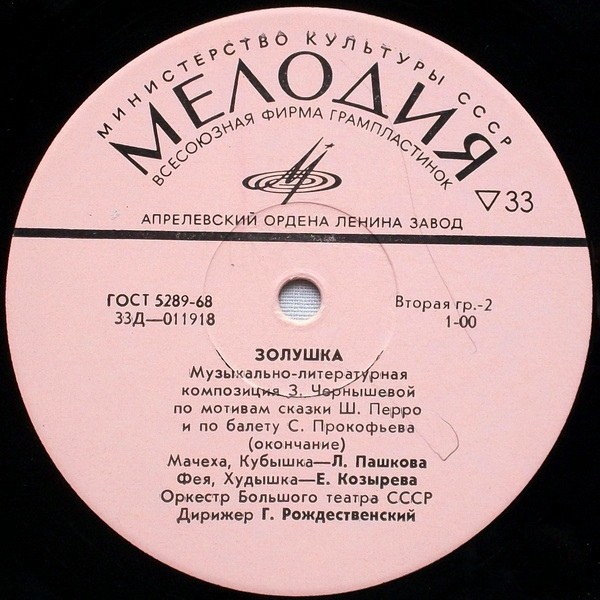 МИНИСТЕРСТВО КУЛЬТУРЫ СССР
МЕЛОДИЯ
ВСЕСОЮЗНАЯ ФИРМА ГРАМПЛАСТИНОК
▽33
АПРЕЛЕВСКИЙ ОРДЕНА ЛЕНИНА ЗАВОД
ГОСТ 5289-68
33Д—011918
Вторая гр.-2
1-00
ЗОЛУШКА
Музыкально-литературная
композиция З. Чернышевой
по мотивам сказки Ш. Перро
и по балету С. Прокофьева
(окончание)
Мачеха, Кубышка—Л. Пашкова
Фея, Худышка—Е. Козырева
Оркестр Большого театра СССР
Дирижер Г. Рождественский